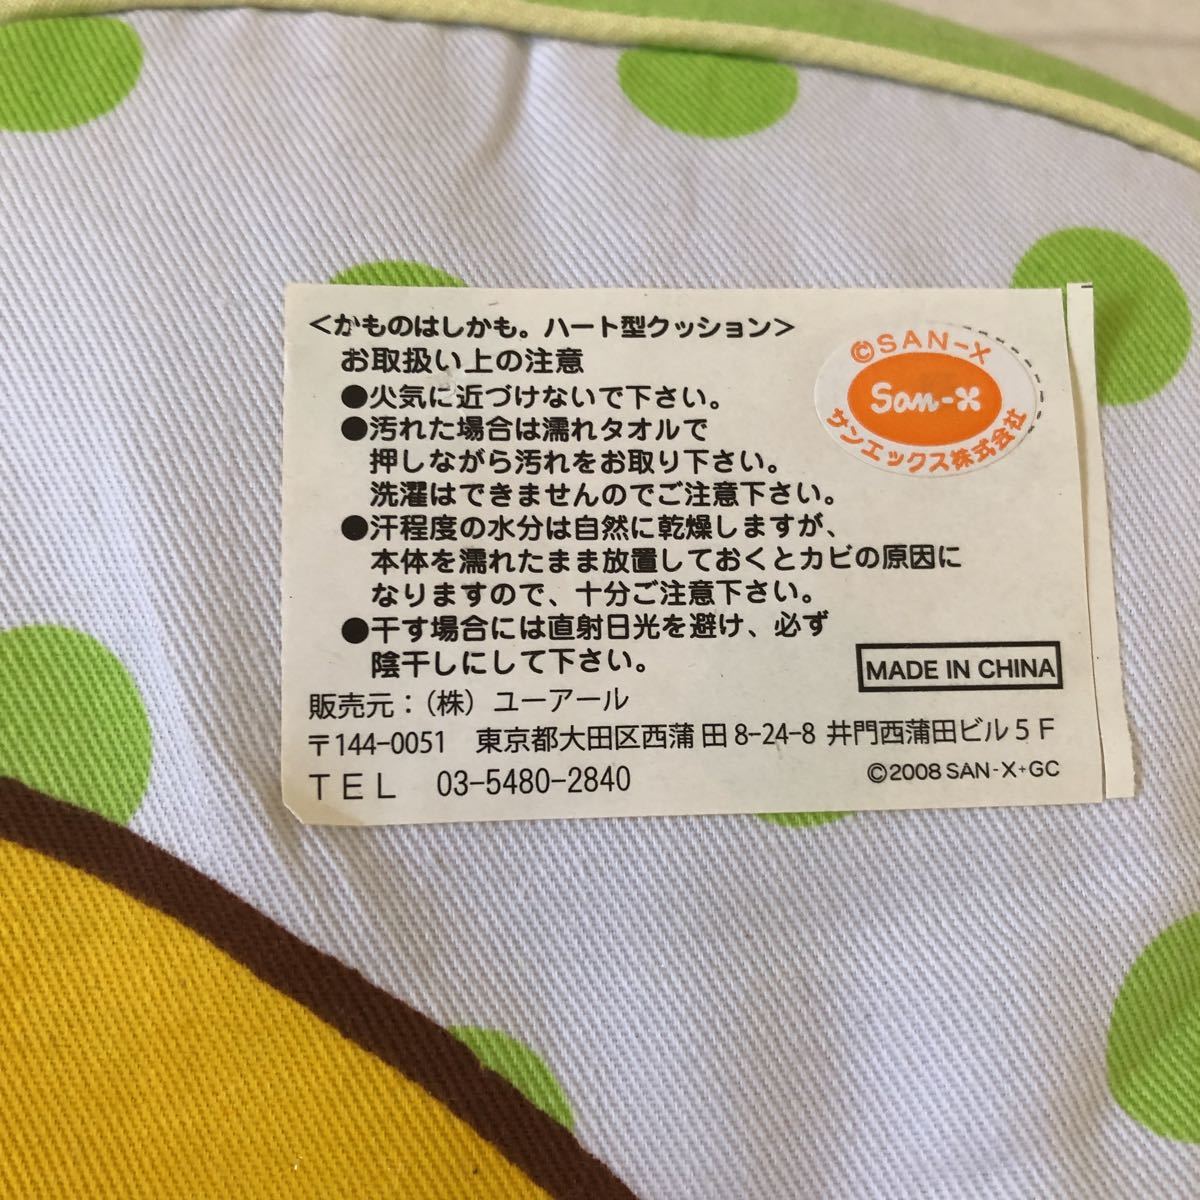 ＜かものはしかも。ハート型クッション＞
お取扱い上の注意
●火気に近づけないで下さい。
●汚れた場合は濡れタオルで
押しながら汚れをお取り下さい。
洗濯はできませんのでご注意下さい。
●汗程度の水分は自然に乾燥しますが、
本体を濡れたまま放置しておくとカビの原因に
なりますので、十分ご注意下さい。
●干す場合には直射日光を避け、必ず
陰干しにして下さい。
©SAN-X
San-X
サンエックス株式会社
MADE IN CHINA
販売元：（株）ユーアール
〒144-0051　東京都大田区西蒲田8-24-8 井門西蒲田ビル５F
ＴＥＬ　03-5480-2840
©2008 SAN-X+GC